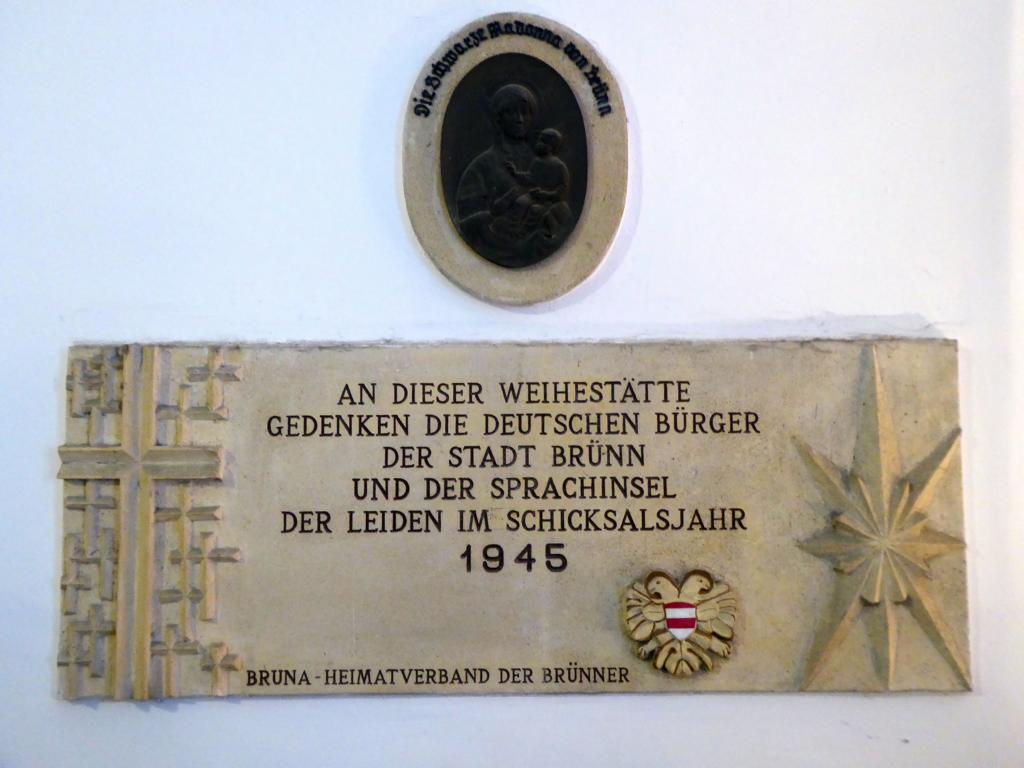 Die Schwarze Madonna von Brünn
AN DIESER WEIHESTÄTTE
GEDENKEN DIE DEUTSCHEN BÜRGER
DER STADT BRÜNN
UND DER SPRACHINSEL
DER LEIDEN IM SCHICKSALSJAHR
1945
BRUNA-HEIMATVERBAND DER BRÜNNER